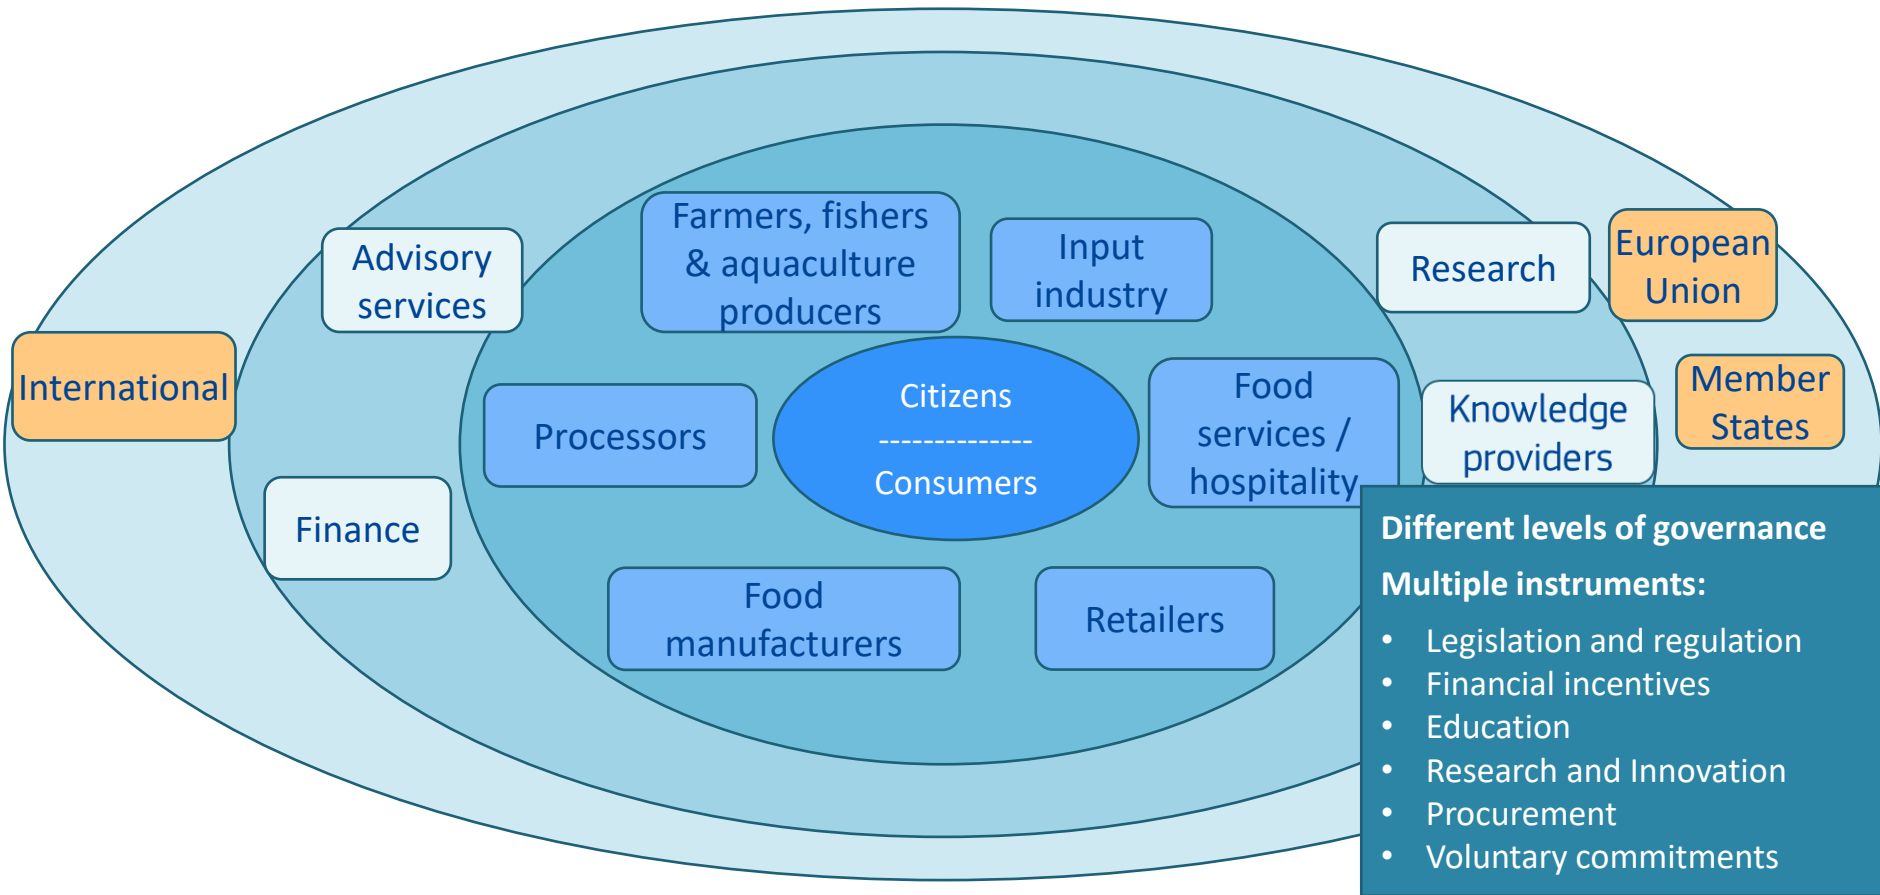 Farmers, fishers
& aquaculture
producers
Input
industry
Advisory
services
Research
European
Union
International
Member
States
Processors
Citizens
--------------
Consumers
Food
services /
hospitality
Knowledge
providers
Finance
Food
manufacturers
Retailers
Different levels of governance
Multiple instruments:
• Legislation and regulation
• Financial incentives
• Education
• Research and Innovation
• Procurement
• Voluntary commitments